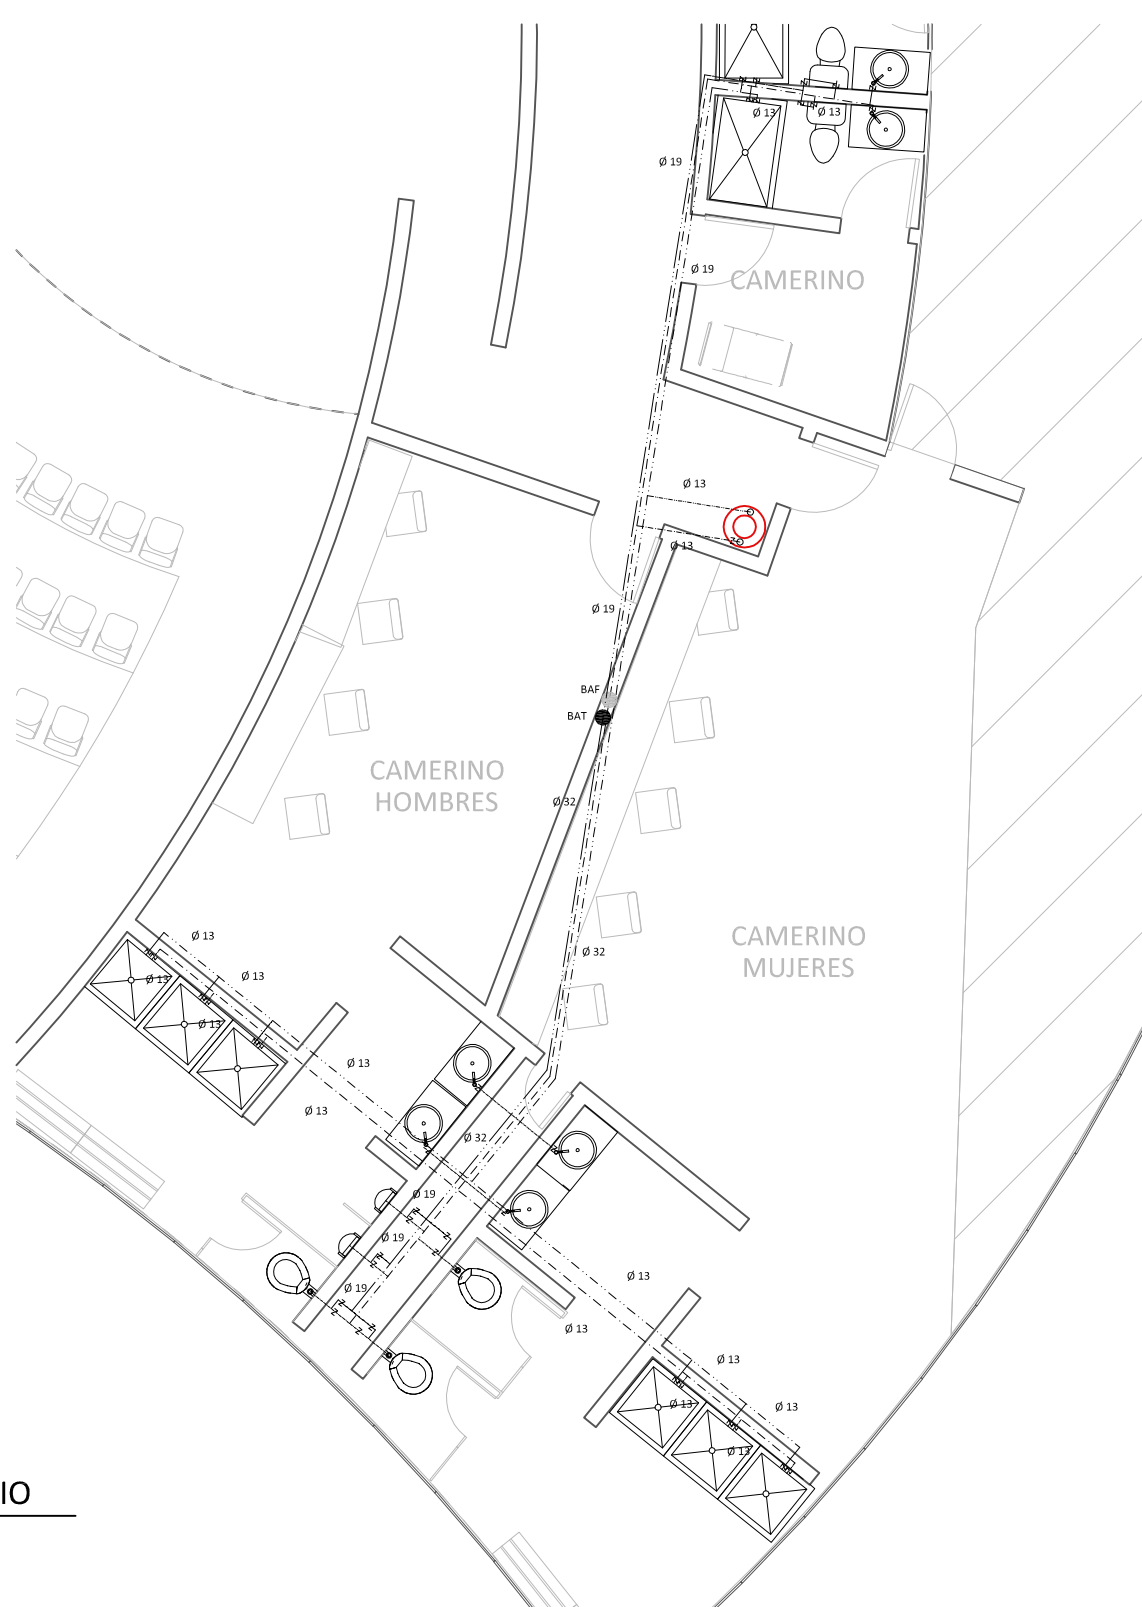 Ø 13
Ø 13
Ø 19
Ø 19
CAMERINO
Ø 13
Ø 13
Ø 19
BAF
BAT
CAMERINO
HOMBRES
Ø 32
CAMERINO
MUJERES
Ø 32
Ø 13
Ø 13
Ø 13
Ø 13
Ø 13
Ø 13
Ø 32
Ø 19
Ø 19
Ø 19
Ø 13
Ø 13
Ø 13
Ø 13
Ø 13
Ø 13
IO